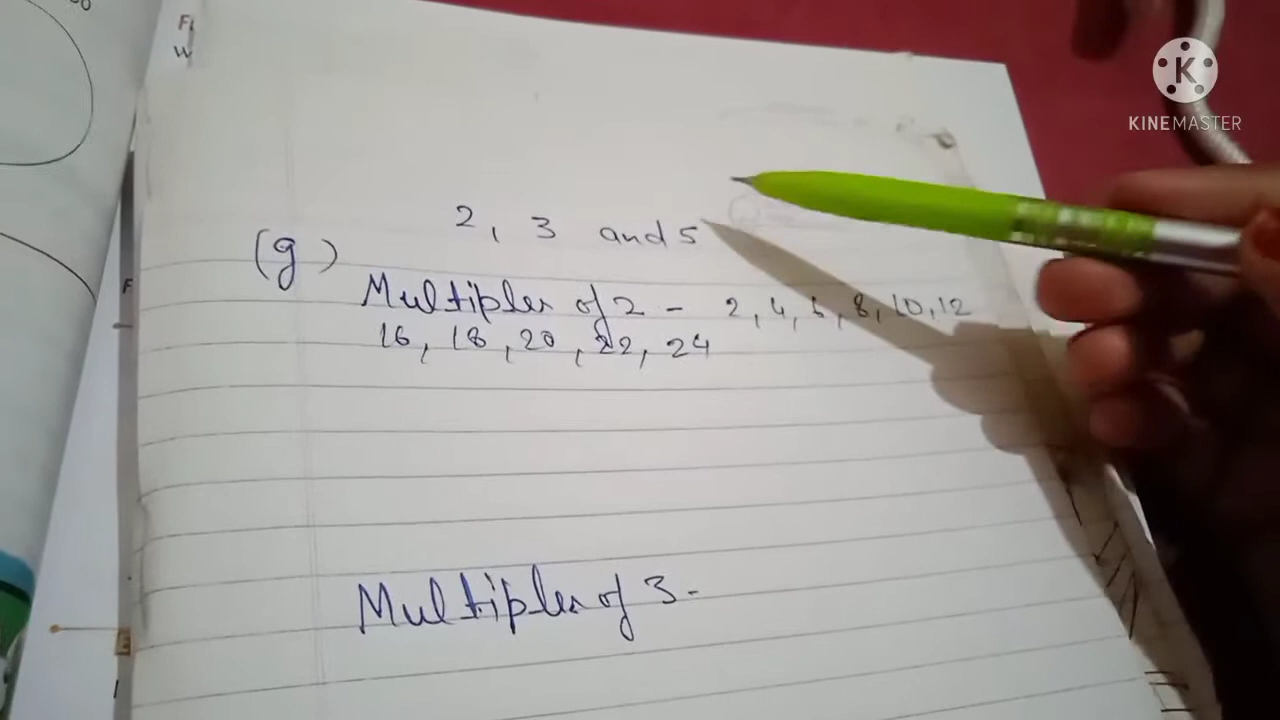 KINEMASTER
FI
W
2, 3 and 5
(g)
Multiples of 2 - 2, 4, 6, 8, 10, 12
16, 18, 20, 22, 24
Multiples of 3 -